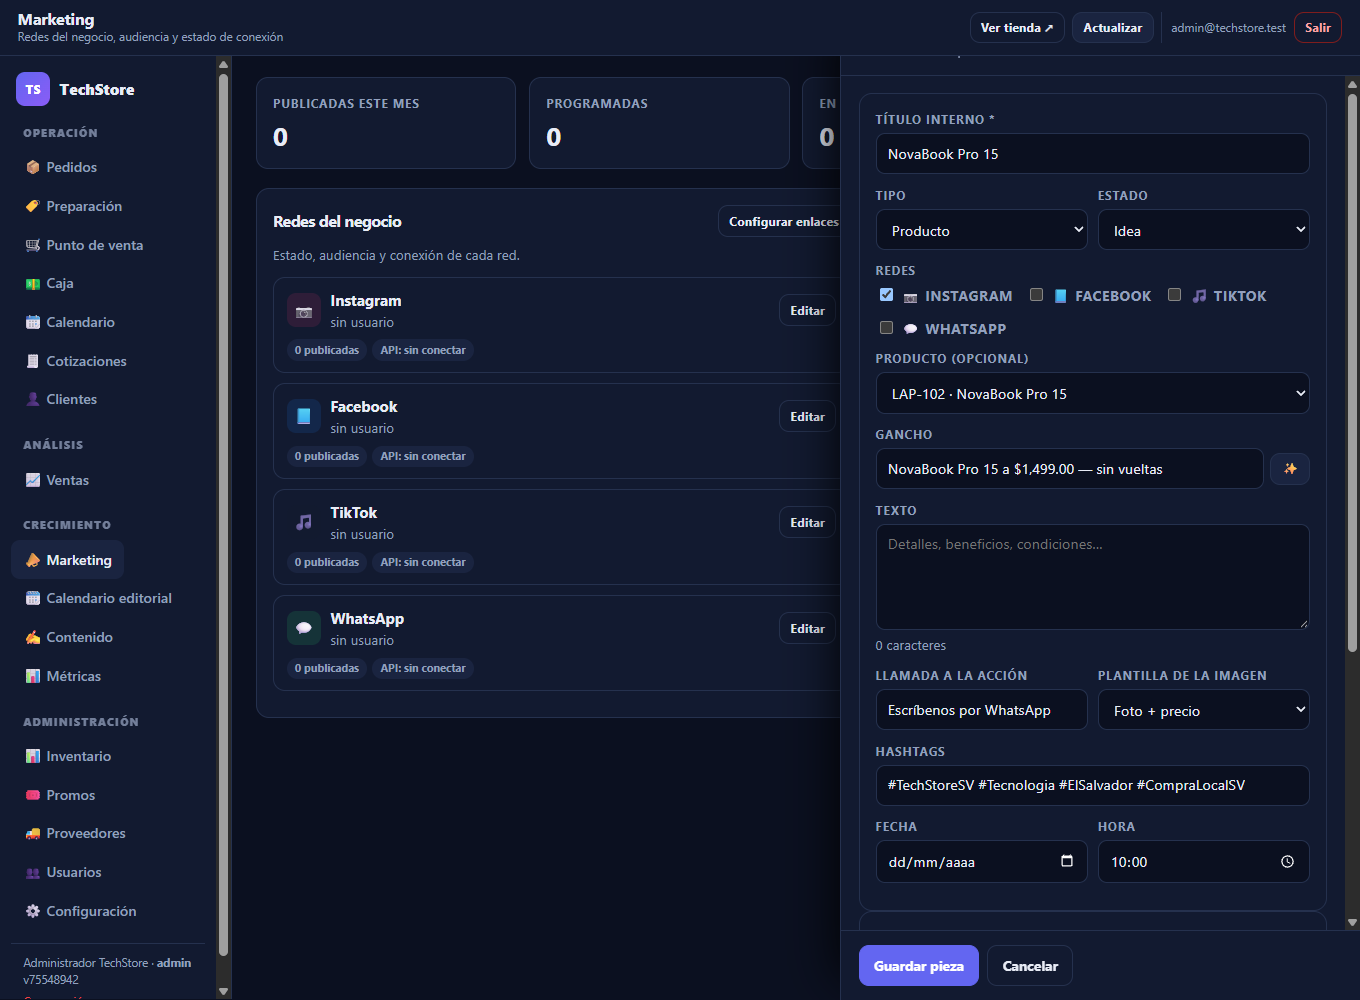 Marketing
Redes del negocio, audiencia y estado de conexión
Ver tienda ↗
Actualizar
admin@techstore.test
Salir
TS
TechStore
OPERACIÓN
Pedidos
Preparación
Punto de venta
Caja
Calendario
Cotizaciones
Clientes
ANÁLISIS
Ventas
CRECIMIENTO
Marketing
Calendario editorial
Contenido
Métricas
ADMINISTRACIÓN
Inventario
Promos
Proveedores
Usuarios
Configuración
Administrador TechStore · admin
v75548942
PUBLICADAS ESTE MES
0
PROGRAMADAS
0
EN
0
Redes del negocio
Configurar enlaces
Estado, audiencia y conexión de cada red.
Instagram
sin usuario
Editar
0 publicadas
API: sin conectar
Facebook
sin usuario
Editar
0 publicadas
API: sin conectar
TikTok
sin usuario
Editar
0 publicadas
API: sin conectar
WhatsApp
sin usuario
Editar
0 publicadas
API: sin conectar
TÍTULO INTERNO *
NovaBook Pro 15
TIPO
ESTADO
Producto
Idea
REDES
INSTAGRAM
FACEBOOK
TIKTOK
WHATSAPP
PRODUCTO (OPCIONAL)
LAP-102 · NovaBook Pro 15
GANCHO
NovaBook Pro 15 a $1,499.00 — sin vueltas
TEXTO
Detalles, beneficios, condiciones...
0 caracteres
LLAMADA A LA ACCIÓN
PLANTILLA DE LA IMAGEN
Escríbenos por WhatsApp
Foto + precio
HASHTAGS
#TechStoreSV #Tecnologia #ElSalvador #CompraLocalSV
FECHA
HORA
dd/mm/aaaa
10:00
Guardar pieza
Cancelar